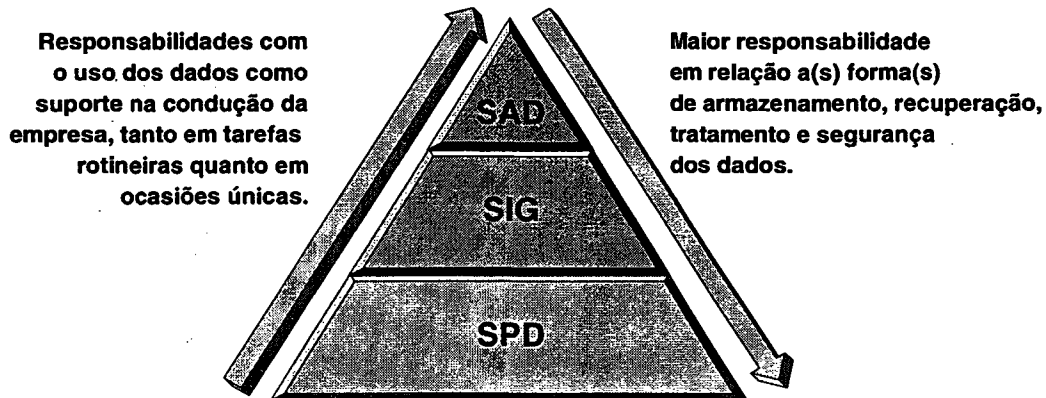 Responsabilidades com
o uso dos dados como
suporte na condução da
empresa, tanto em tarefas
rotineiras quanto em
ocasiões únicas.
Maior responsabilidade
em relação a(s) forma(s)
de armazenamento, recuperação,
tratamento e segurança
dos dados.
SAD
SIG
SPD